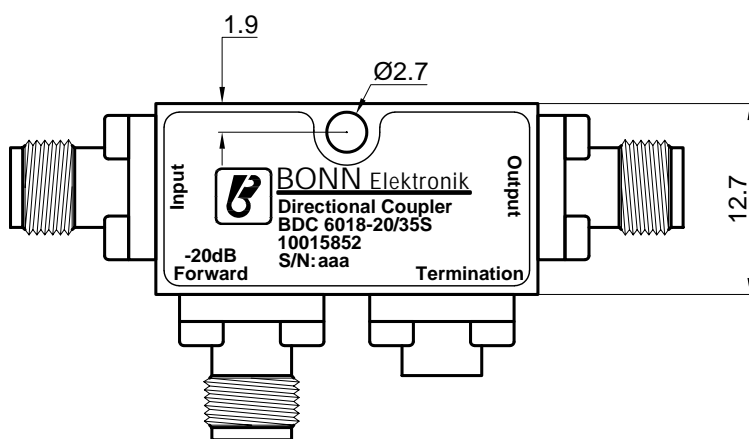 1.9
Ø2.7
12.7
Input
Output
BONN Elektronik
Directional Coupler
BDC 6018-20/35S
10015852
S/N:aaa
-20dB
Forward
Termination